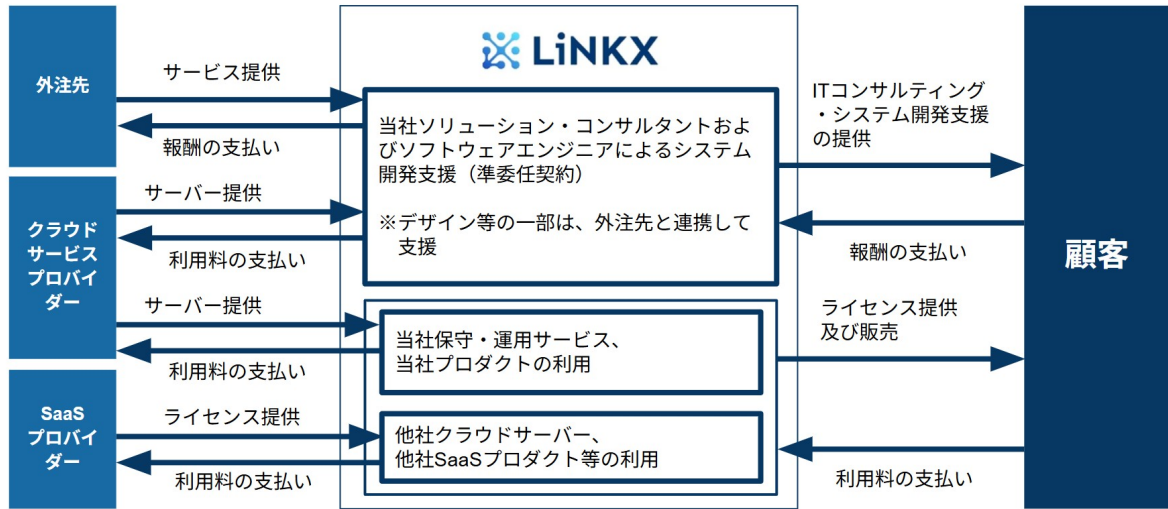 LiNKX
外注先
サービス提供
報酬の支払い
クラウド
サービス
プロバイ
ダー
サーバー提供
利用料の支払い
サーバー提供
利用料の支払い
SaaS
プロバイ
ダー
ライセンス提供
利用料の支払い
当社ソリューション・コンサルタントおよ
びソフトウェアエンジニアによるシステム
開発支援（準委任契約）
※デザイン等の一部は、外注先と連携して
支援
当社保守・運用サービス、
当社プロダクトの利用
他社クラウドサーバー、
他社SaaSプロダクト等の利用
ITコンサルティング
・システム開発支援
の提供
報酬の支払い
ライセンス提供
及び販売
利用料の支払い
顧客